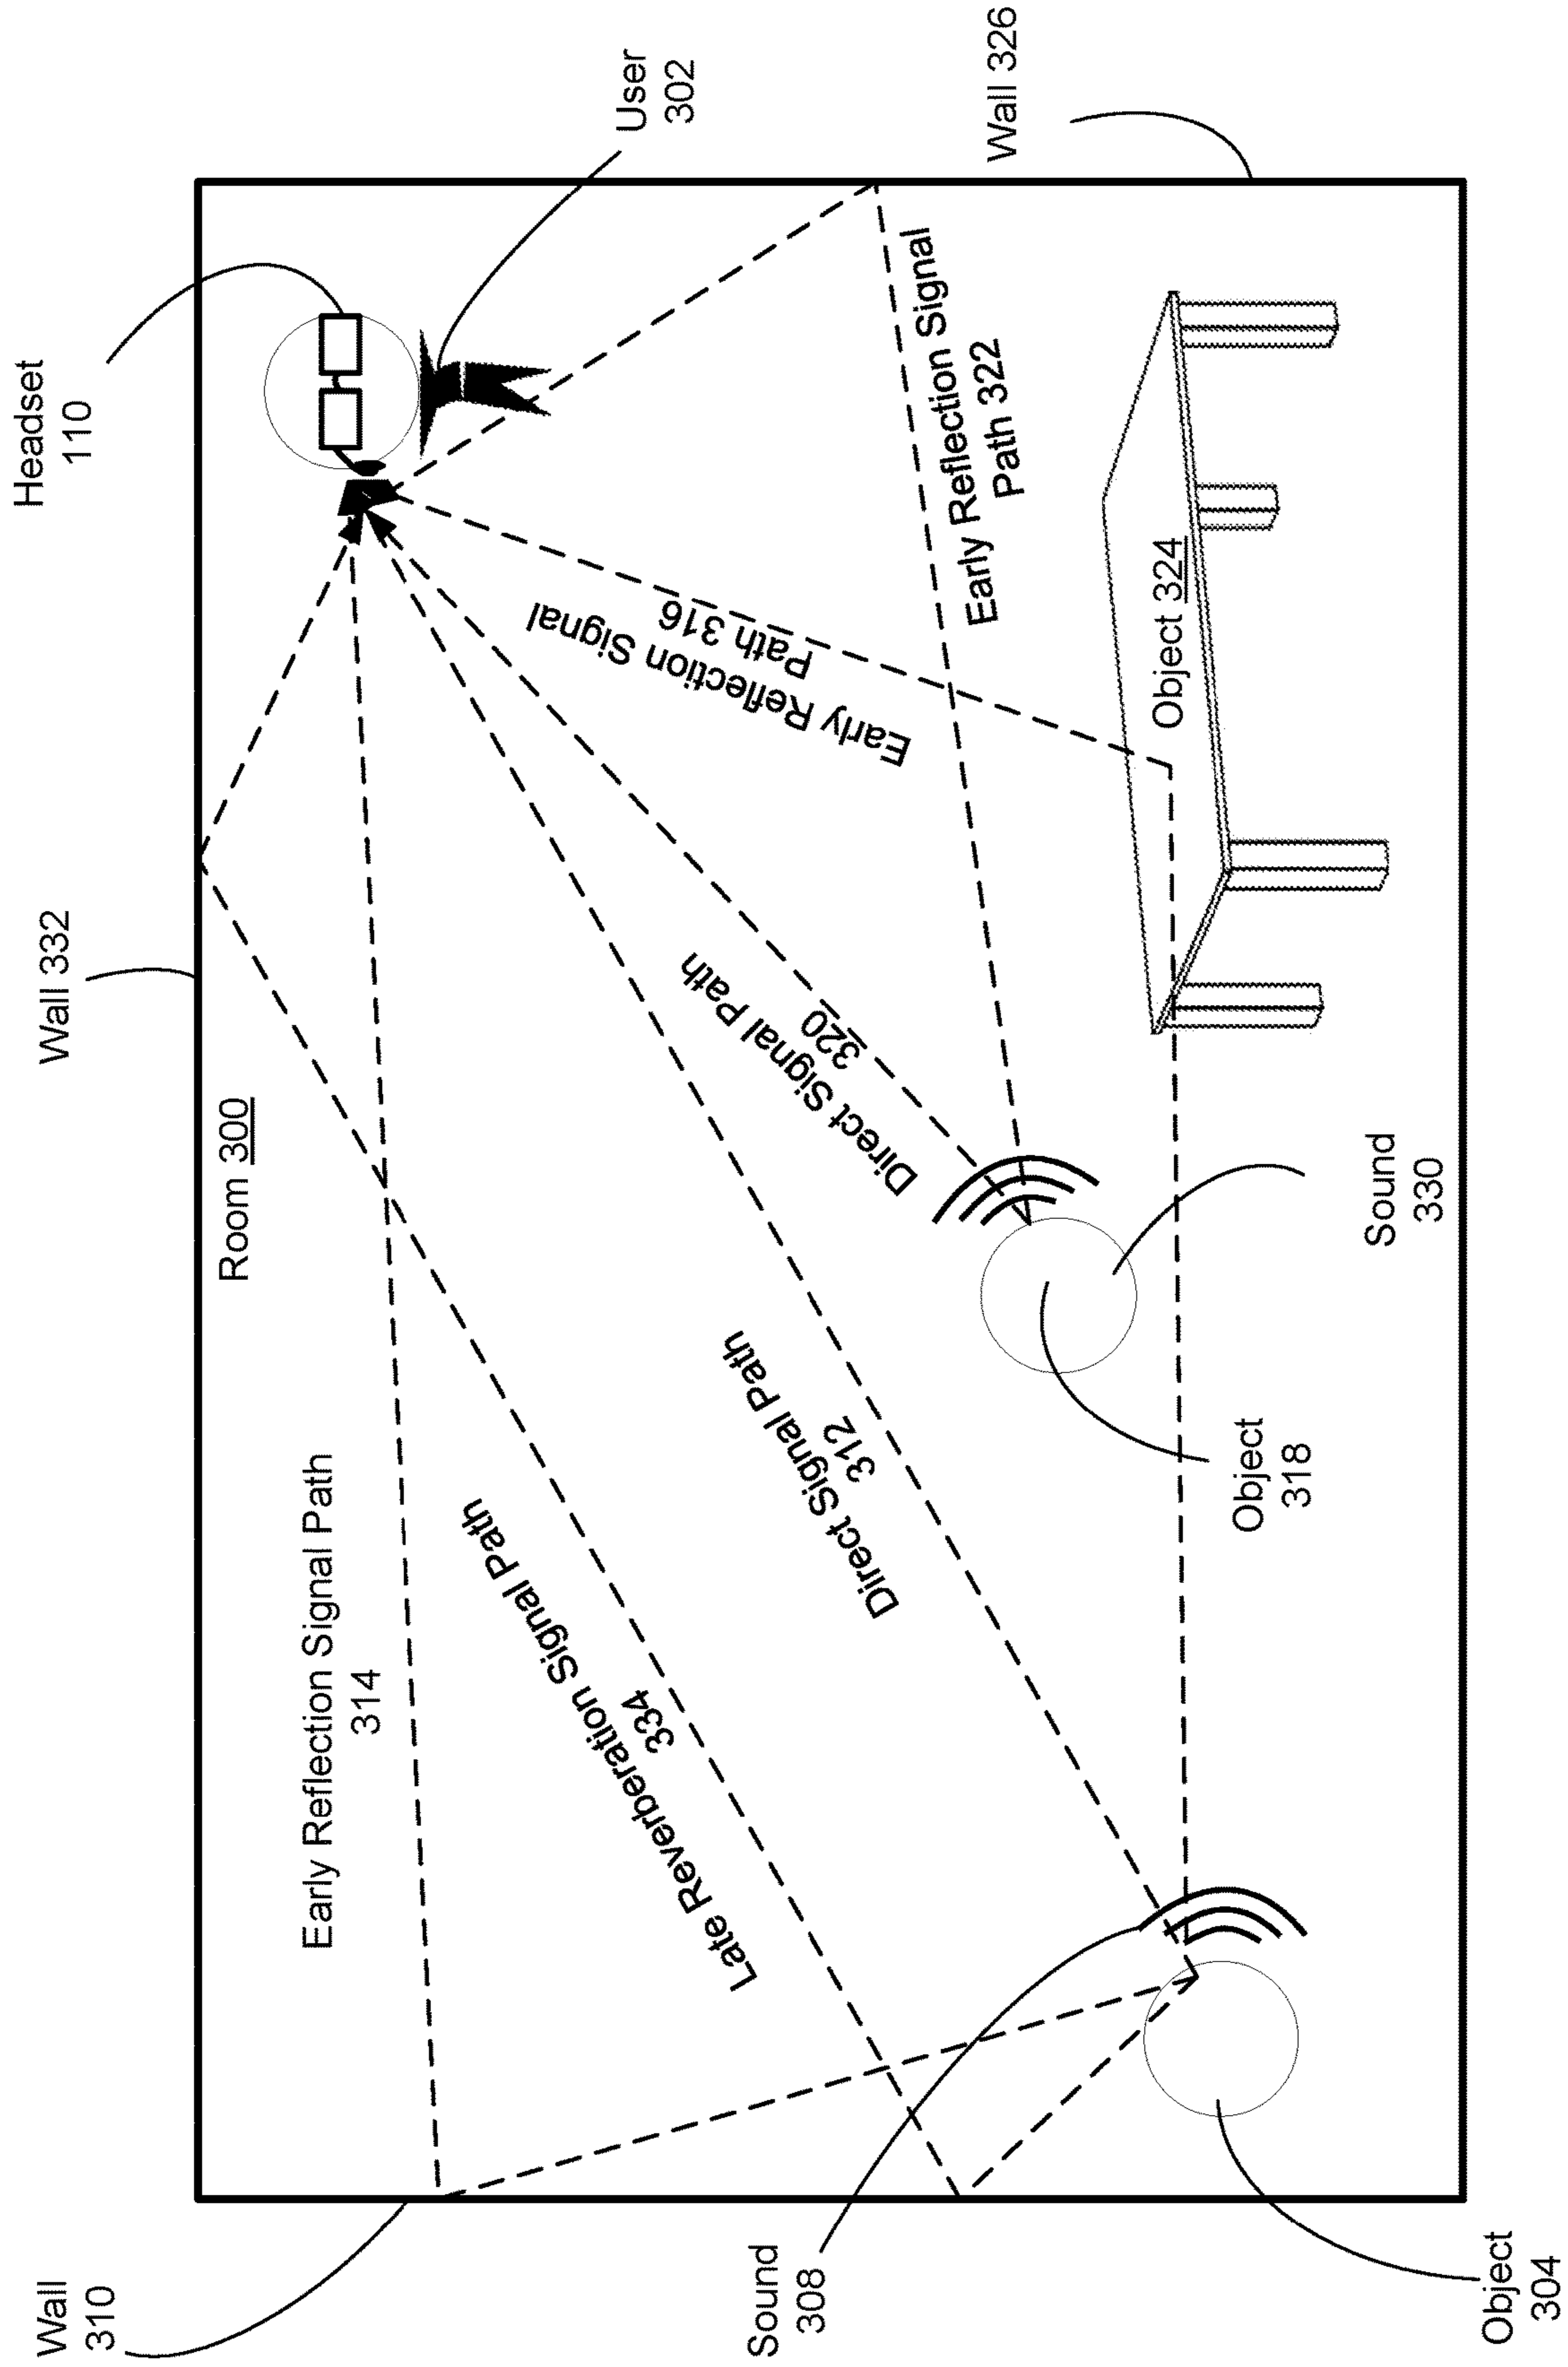 Wall
310
Wall 332
Headset
110
Room 300
Early Reflection Signal Path
314
User
302
Late Reverberation Signal Path
334
Direct Signal Path
312
Direct Signal Path
320
Early Reflection Signal
Path 316
Early Reflection Signal
Path 322
Wall 326
Object 324
Sound
308
Object
318
Sound
330
Object
304